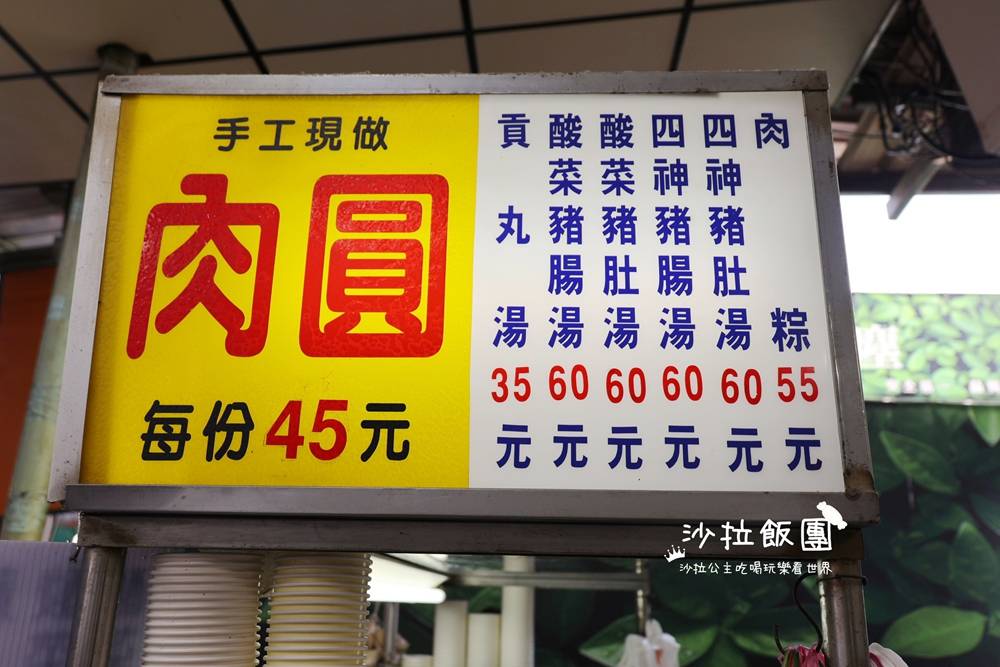 手工現做
肉圓
每份45元
肉粽55元
四神豬肚湯60元
四神豬腸湯60元
酸菜豬肚湯60元
酸菜豬腸湯60元
貢丸湯35元
沙拉飯團
沙拉公主吃喝玩樂看世界